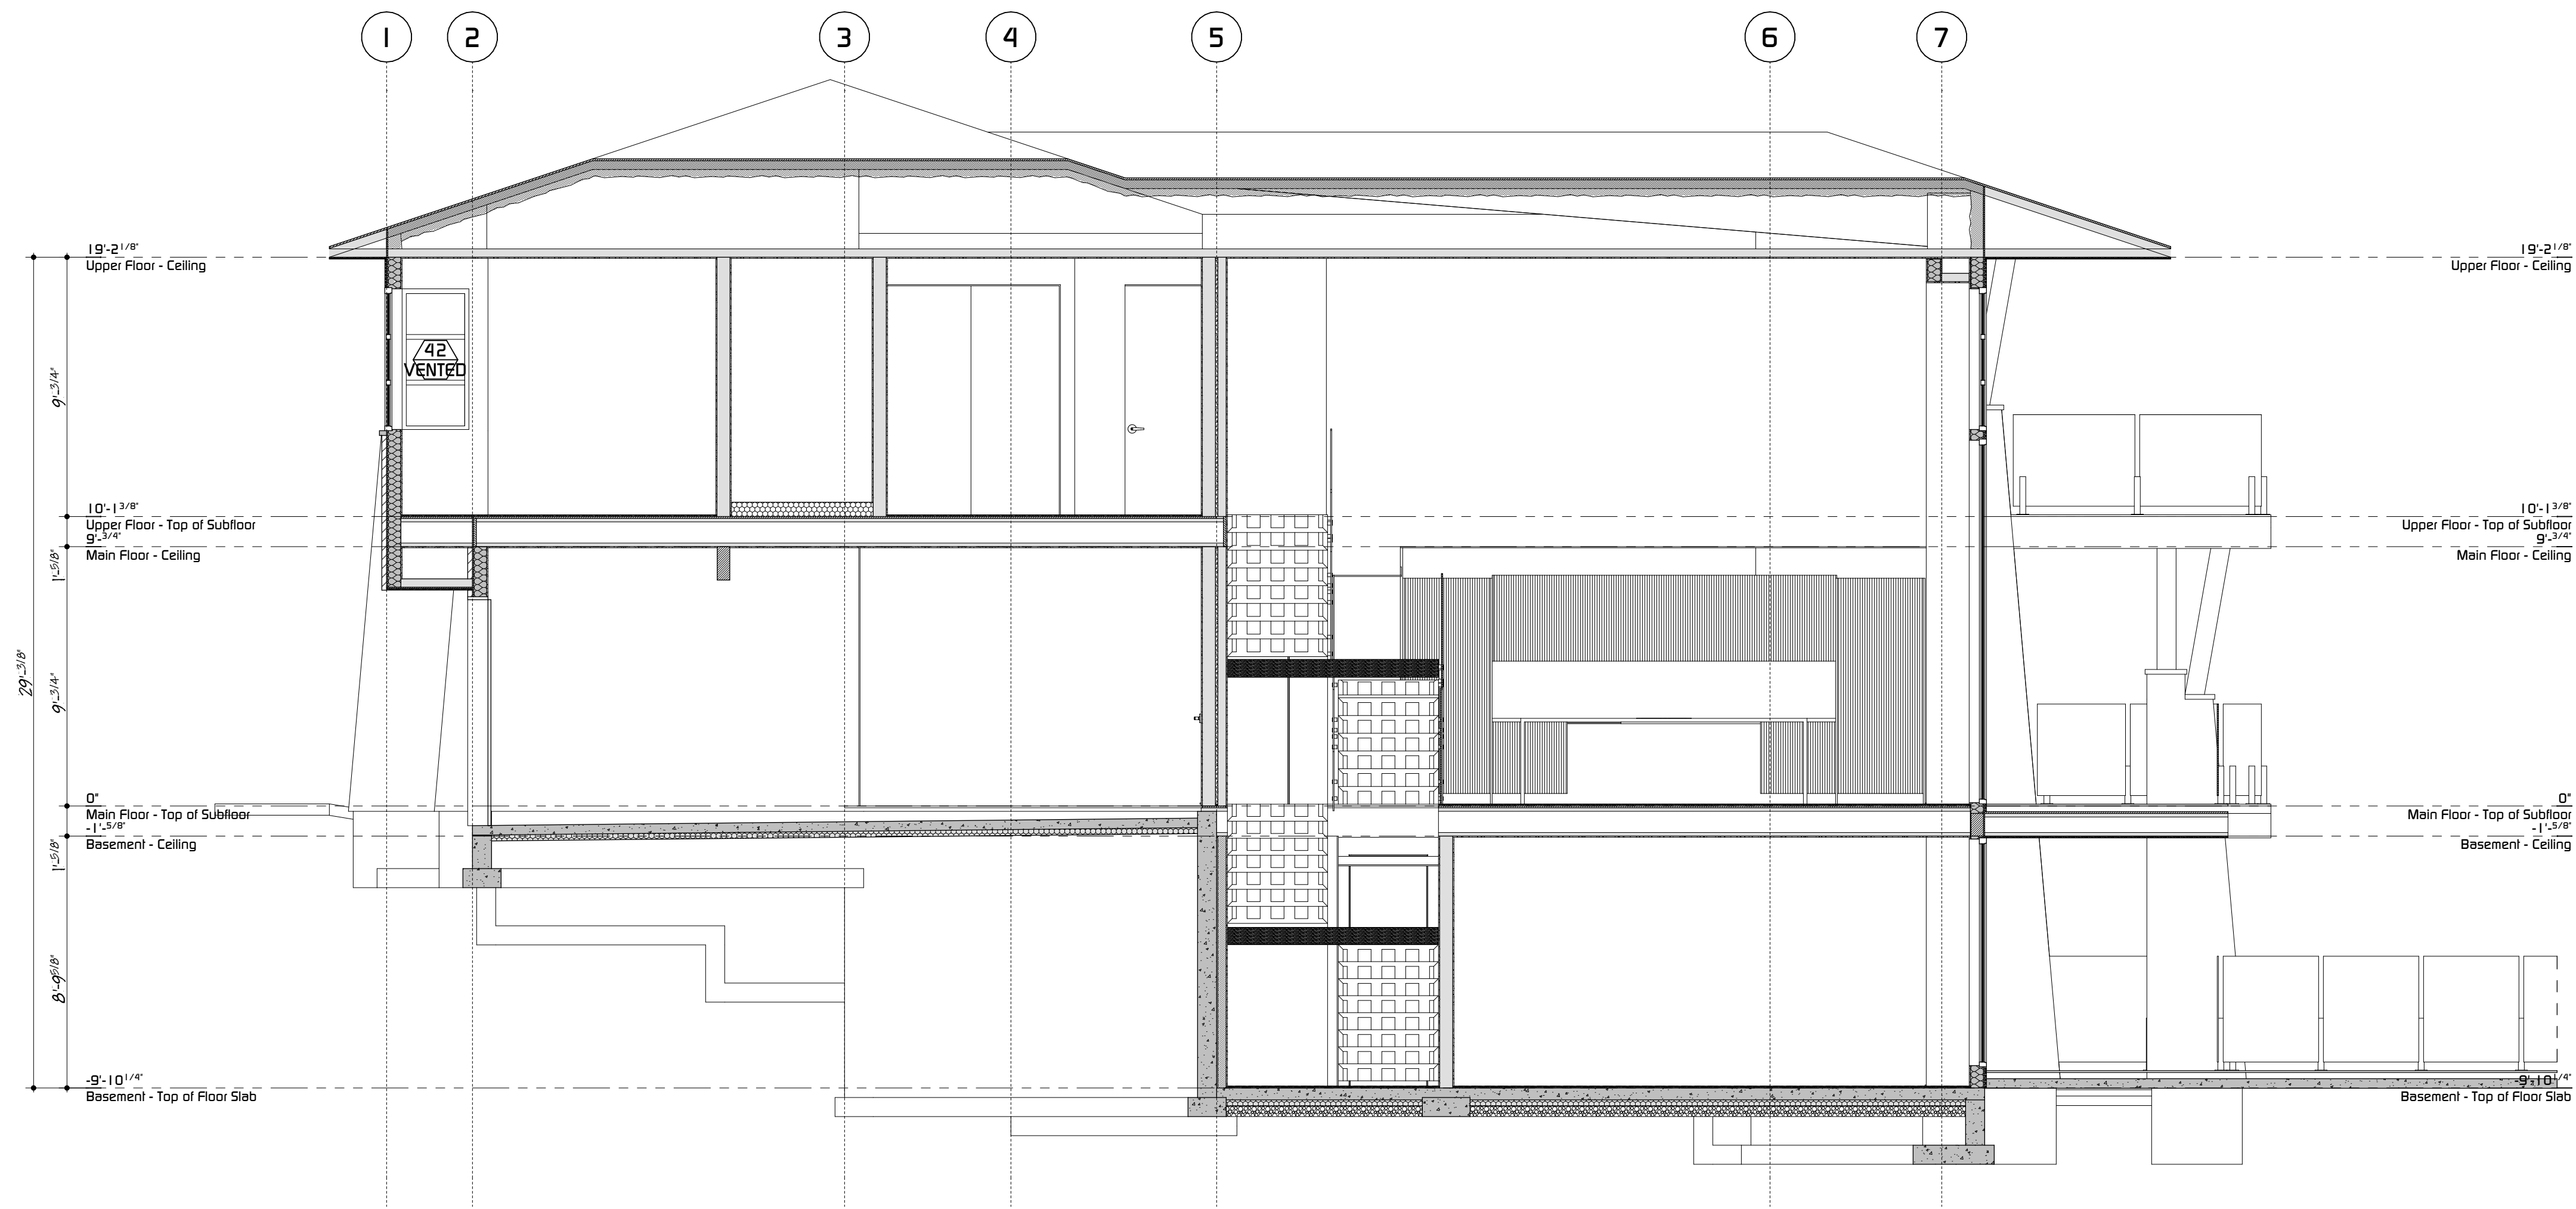 1 2 3 4 5 6 7
19'-2 1/8"
Upper Floor - Ceiling
19'-2 1/8"
Upper Floor - Ceiling
42
VENTED
9'-3/4"
10'-1 3/8"
Upper Floor - Top of Subfloor
10'-1 3/8"
Upper Floor - Top of Subfloor
9'-3/4"
Main Floor - Ceiling
9'-3/4"
Main Floor - Ceiling
1'-5/8"
29'-3/8"
9'-3/4"
0"
Main Floor - Top of Subfloor
0"
Main Floor - Top of Subfloor
-1'-5/8"
Basement - Ceiling
-1'-5/8"
Basement - Ceiling
1'-5/8"
8'-9 5/8"
-9'-10 1/4"
Basement - Top of Floor Slab
-9'-10 1/4"
Basement - Top of Floor Slab